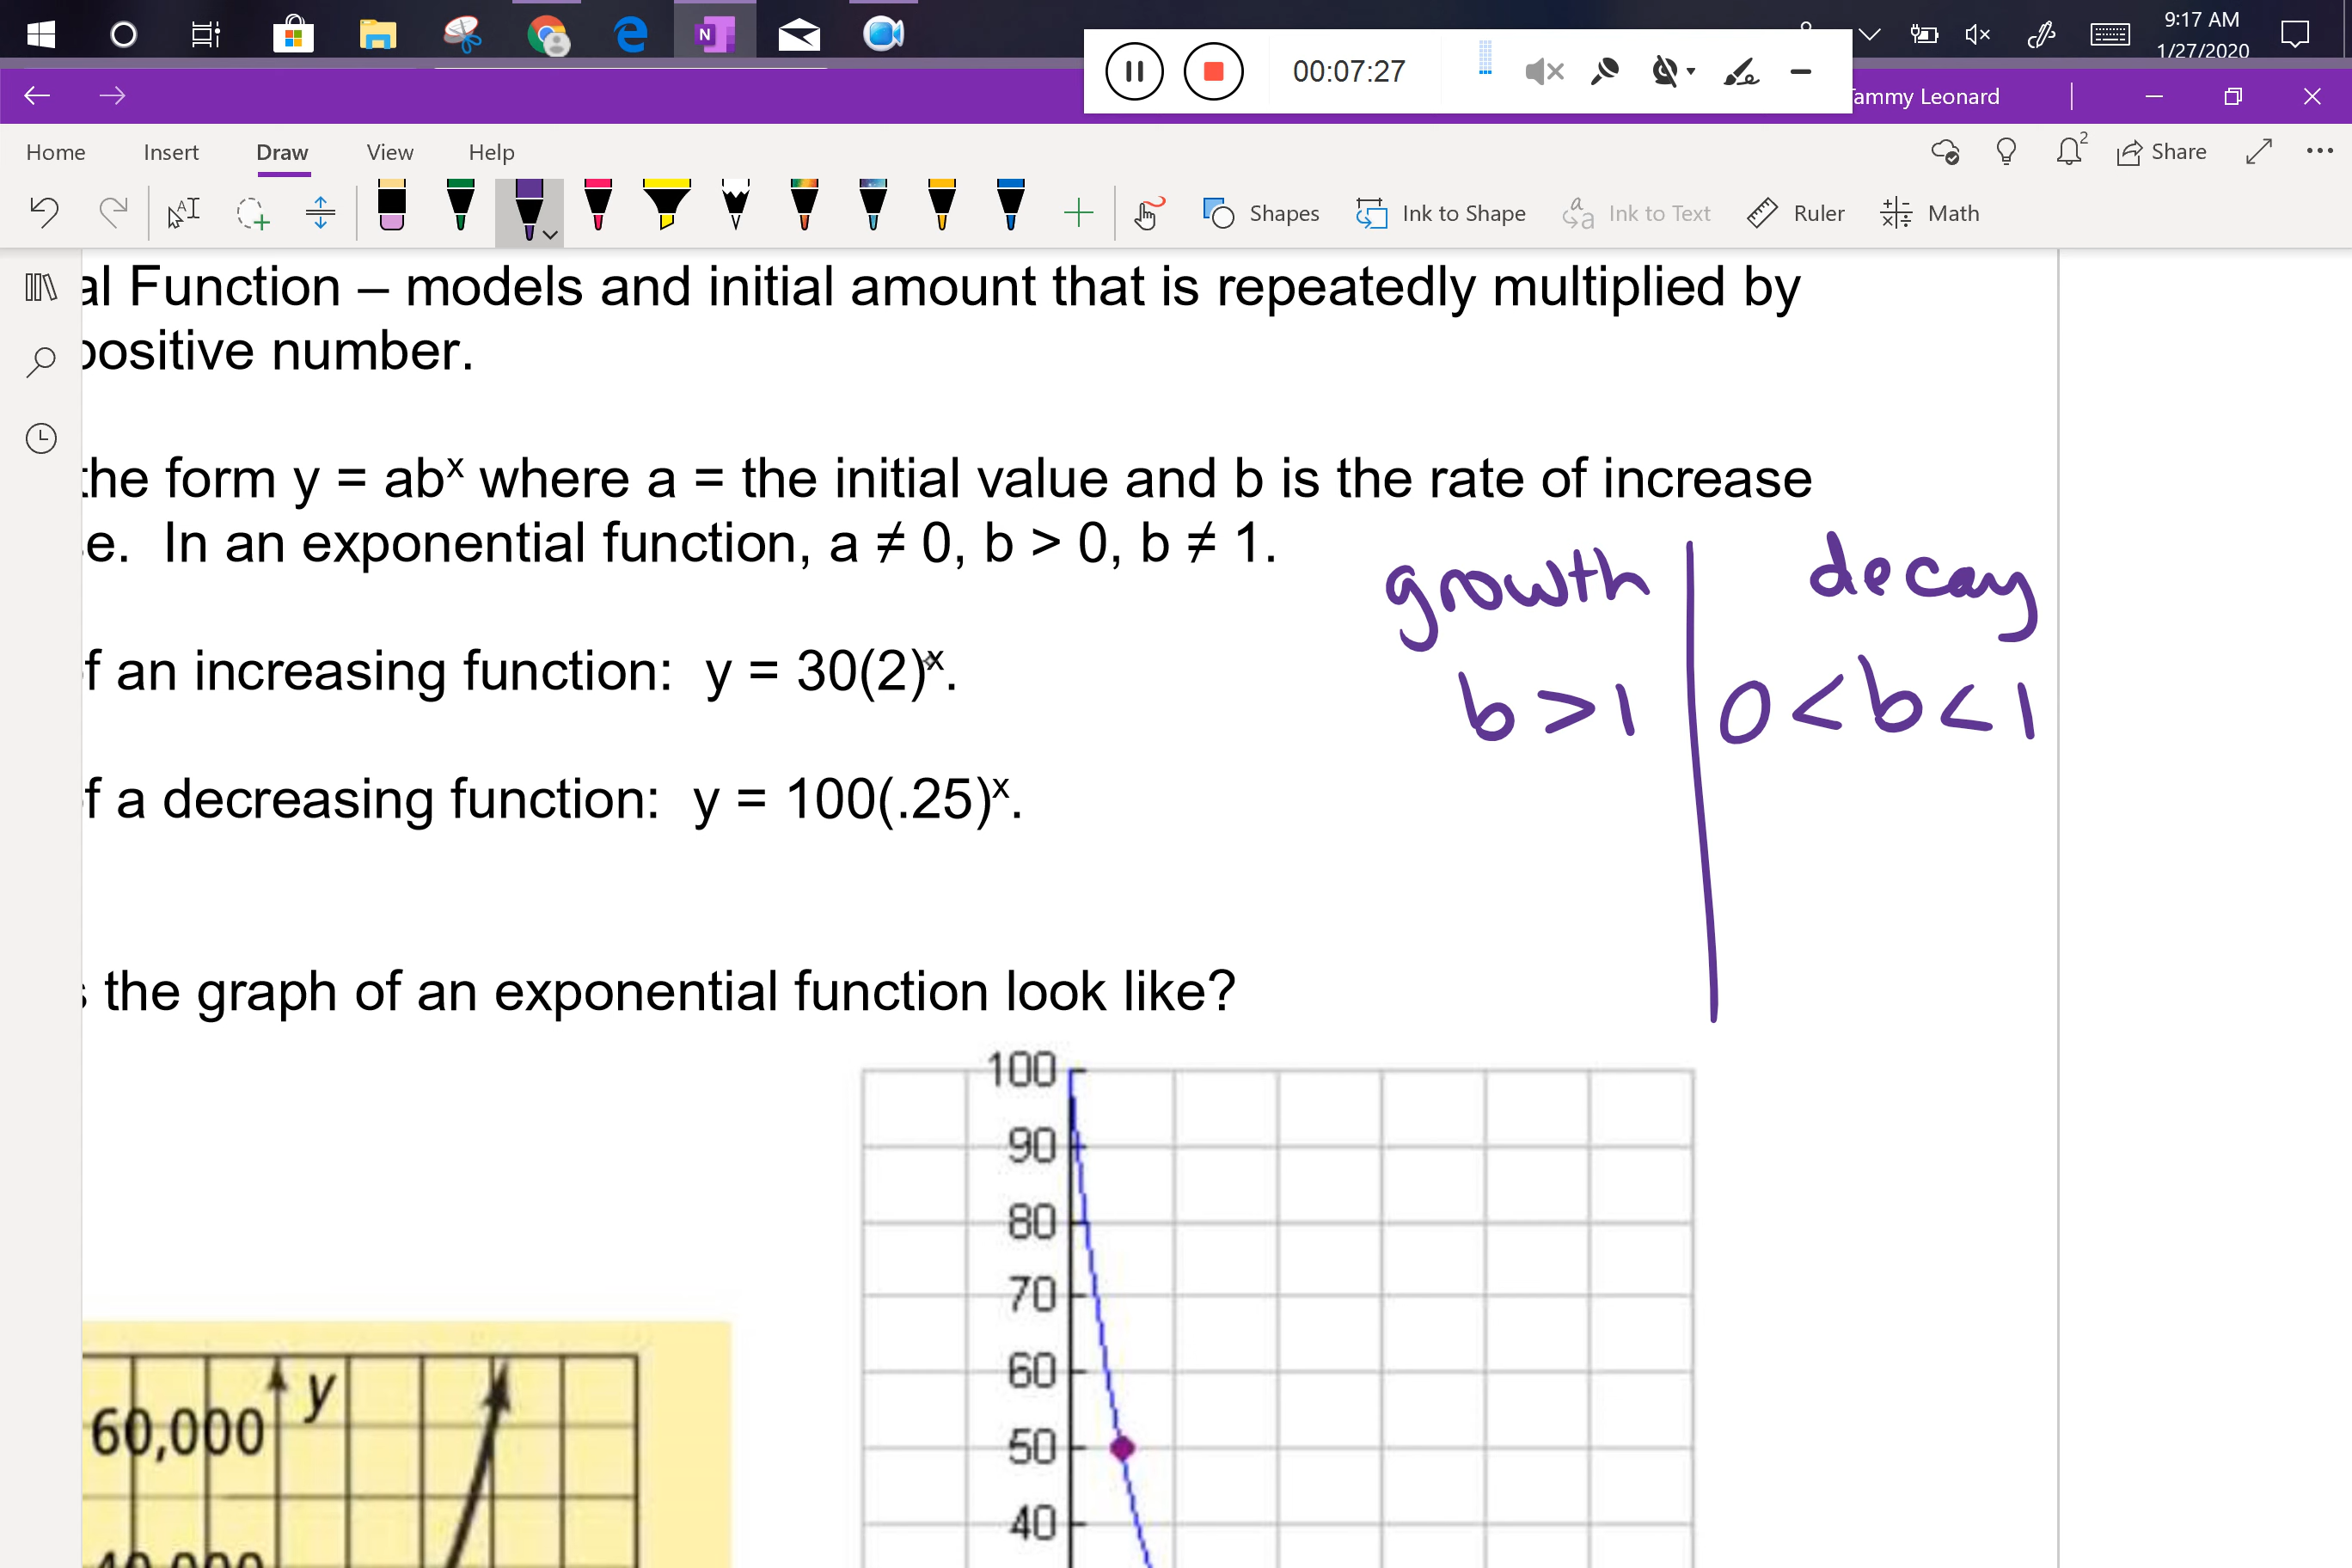 9:17 AM
1/27/2020
00:07:27
Tammy Leonard
Home Insert Draw View Help
2 Share
Shapes Ink to Shape Ink to Text Ruler Math
al Function – models and initial amount that is repeatedly multiplied by
positive number.
the form y = abˣ where a = the initial value and b is the rate of increase
e. In an exponential function, a ≠ 0, b > 0, b ≠ 1.
growth decay
f an increasing function: y = 30(2)ˣ.
b > 1 0 < b < 1
f a decreasing function: y = 100(.25)ˣ.
s the graph of an exponential function look like?
100
90
80
70
60
50
40
y
60,000
40,000